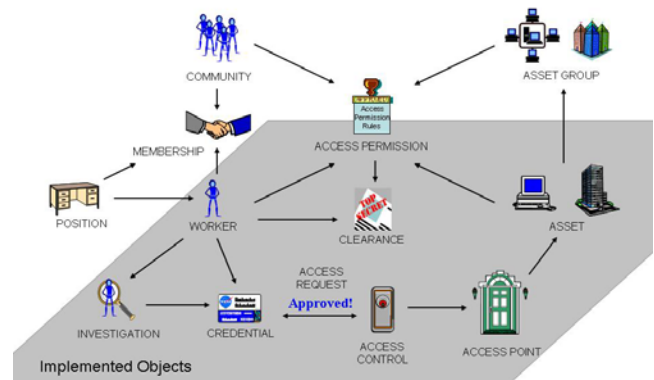 COMMUNITY
ASSET GROUP
Access
Permission
Rules
MEMBERSHIP
ACCESS PERMISSION
TOP
SECRET
POSITION
WORKER
CLEARANCE
ASSET
ACCESS
REQUEST
Approved!
INVESTIGATION
CREDENTIAL
ACCESS
CONTROL
ACCESS POINT
Implemented Objects